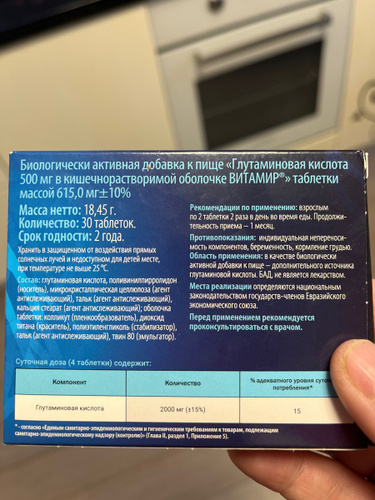 Биологически активная добавка к пище «Глутаминовая кислота
500 мг в кишечнорастворимой оболочке ВИТАМИР®» таблетки
массой 615,0 мг±10%
Масса нетто: 18,45 г.
Количество: 30 таблеток.
Срок годности: 2 года.
Хранить в защищенном от воздействия прямых
солнечных лучей и недоступном для детей месте,
при температуре не выше 25 °С.
Состав: глутаминовая кислота, поливинилпирролидон
(носитель), микрокристаллическая целлюлоза (агент
антислеживающий), тальк (агент антислеживающий),
кальция стеарат (агент антислеживающий); оболочка
таблетки: колликут (пленкообразователь), диоксид
титана (краситель), полиэтиленгликоль (стабилизатор),
тальк (агент антислеживающий), твин 80 (эмульгатор).
Рекомендации по применению: взрослым
по 2 таблетки 2 раза в день во время еды. Продолжи-
тельность приема – 1 месяц.
Противопоказания: индивидуальная непереноси-
мость компонентов, беременность, кормление грудью.
Область применения: в качестве биологически
активной добавки к пище – дополнительного источника
глутаминовой кислоты. БАД, не является лекарством.
Места реализации определяются национальным
законодательством государств-членов Евразийского
экономического союза.
Перед применением рекомендуется
проконсультироваться с врачом.
Суточная доза (4 таблетки) содержит:
Компонент Количество % адекватного уровня суточ
потребления*
Глутаминовая кислота 2000 мг (±15%) 15
* - согласно «Единым санитарно-эпидемиологическим и гигиеническим требованиям к товарам, подлежащим
санитарно-эпидемиологическому надзору (контролю)» (Глава II, раздел 1, Приложение 5).